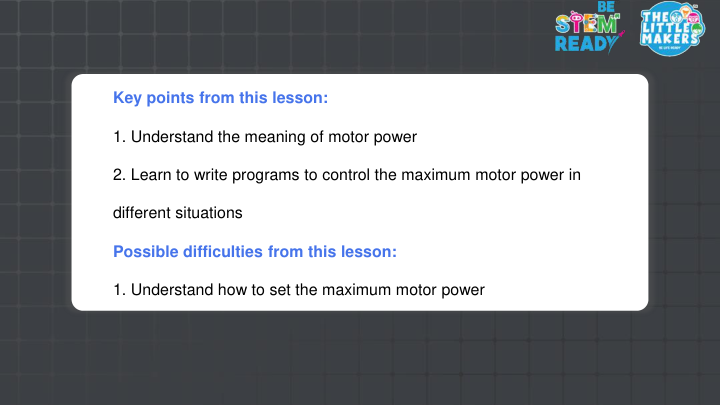 BE
STEM
READY
THE
LITTLE
MAKERS
Key points from this lesson:
1. Understand the meaning of motor power
2. Learn to write programs to control the maximum motor power in
different situations
Possible difficulties from this lesson:
1. Understand how to set the maximum motor power